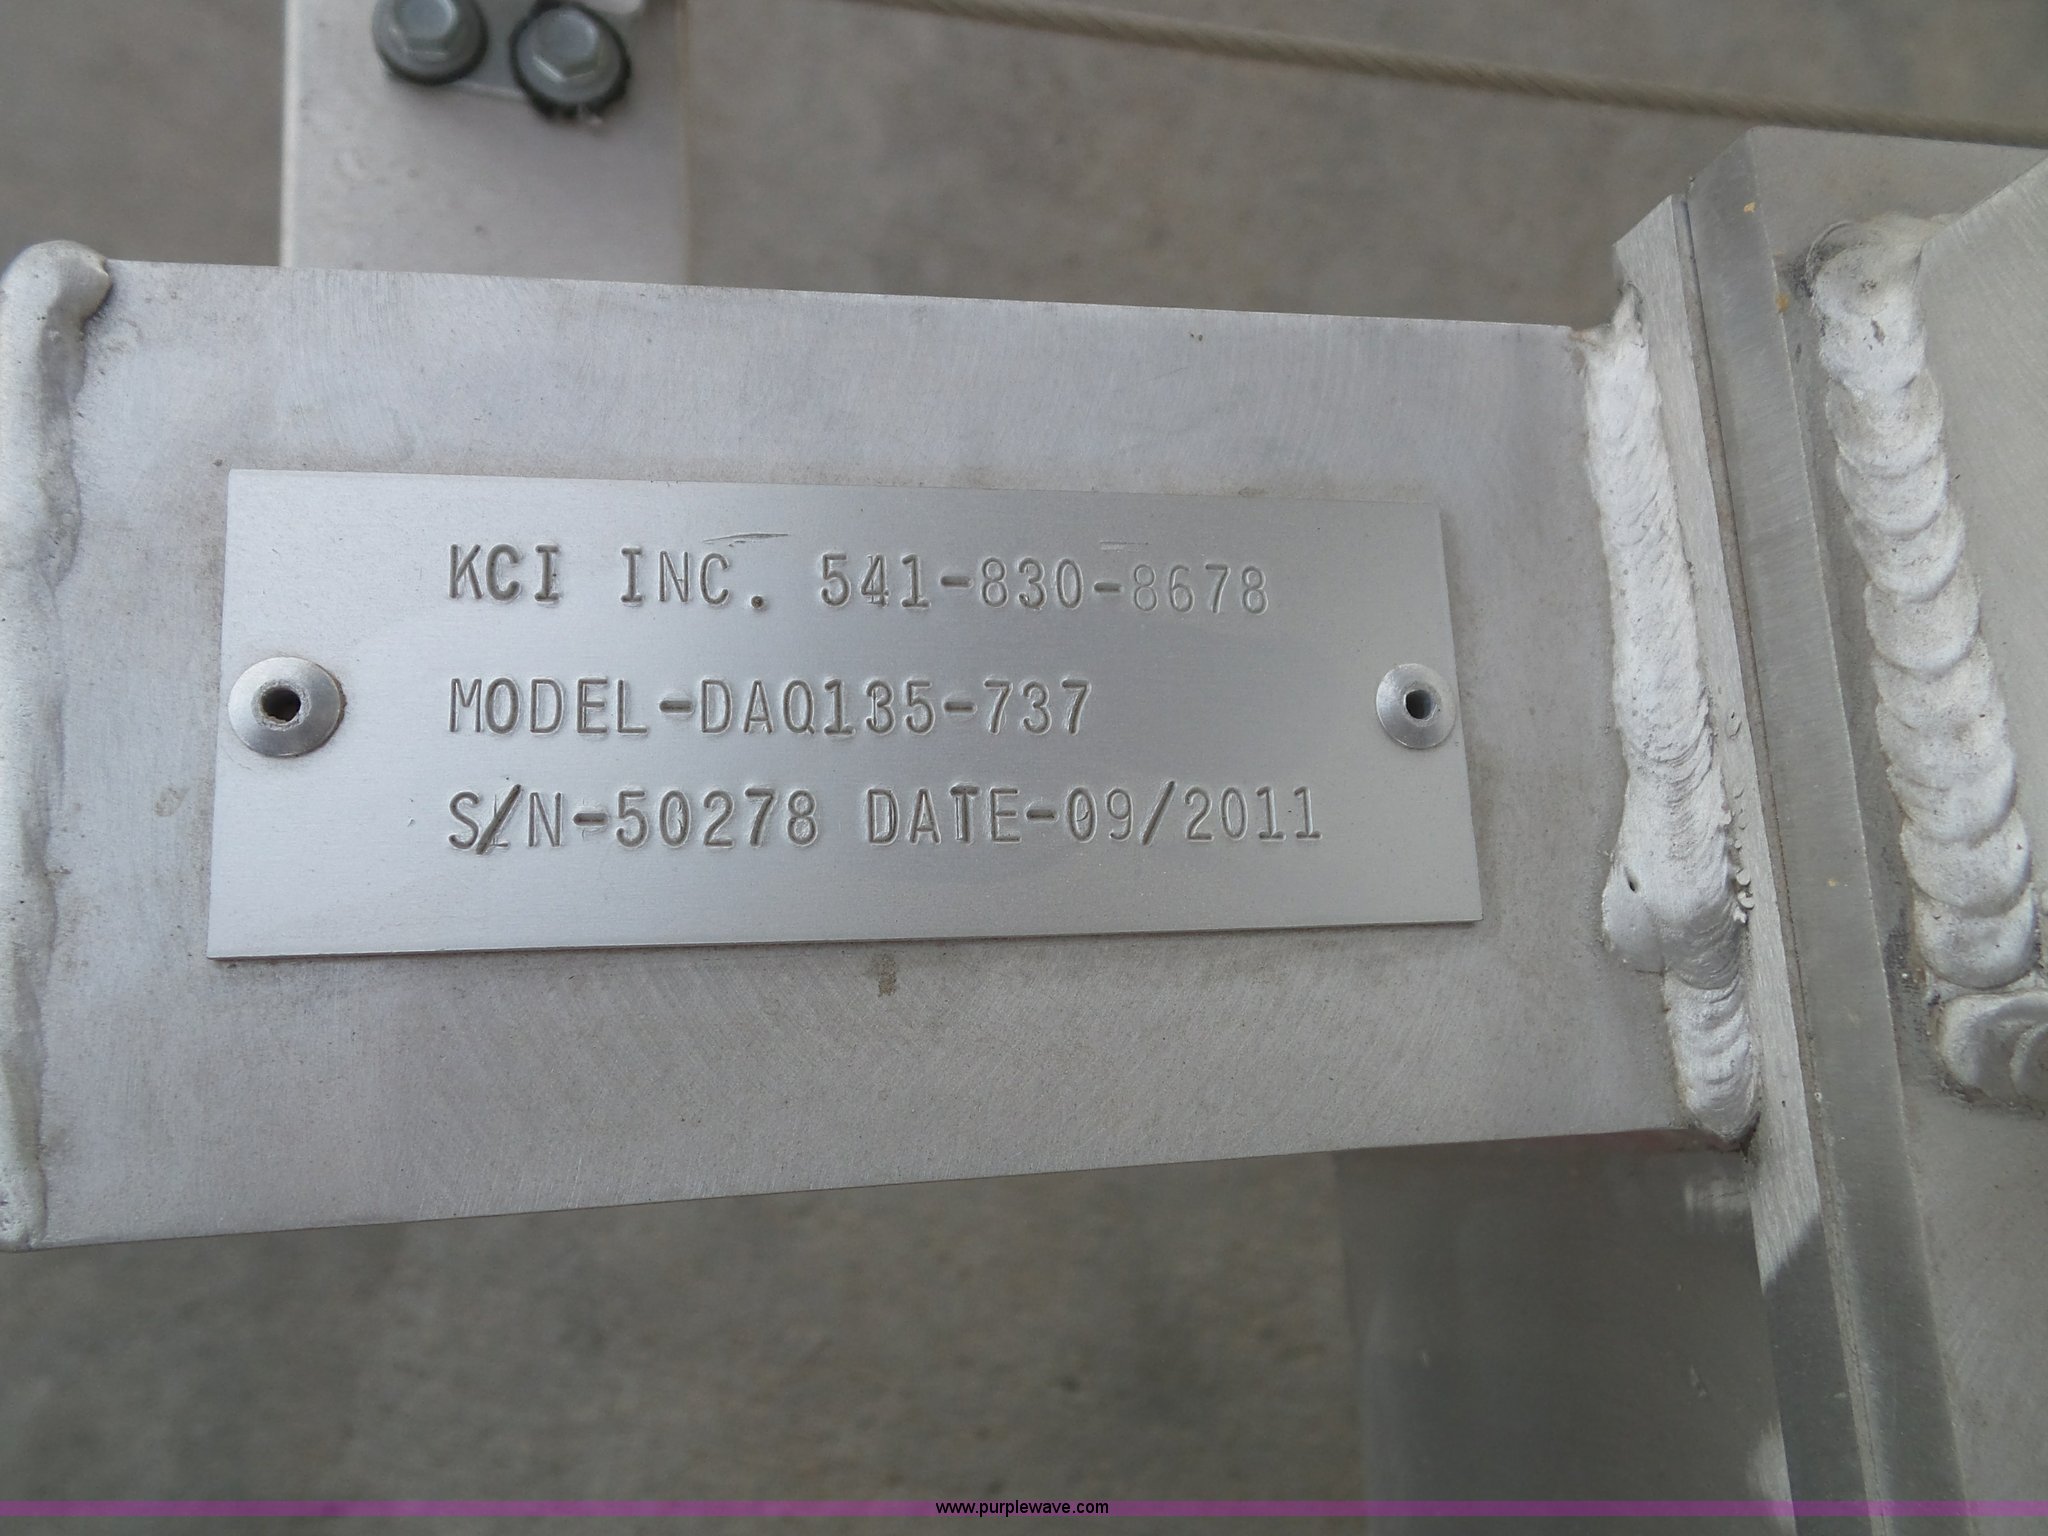 KCI INC. 541-830-8678
MODEL-DAQ135-737
S/N-50278 DATE-09/2011
www.purplewave.com